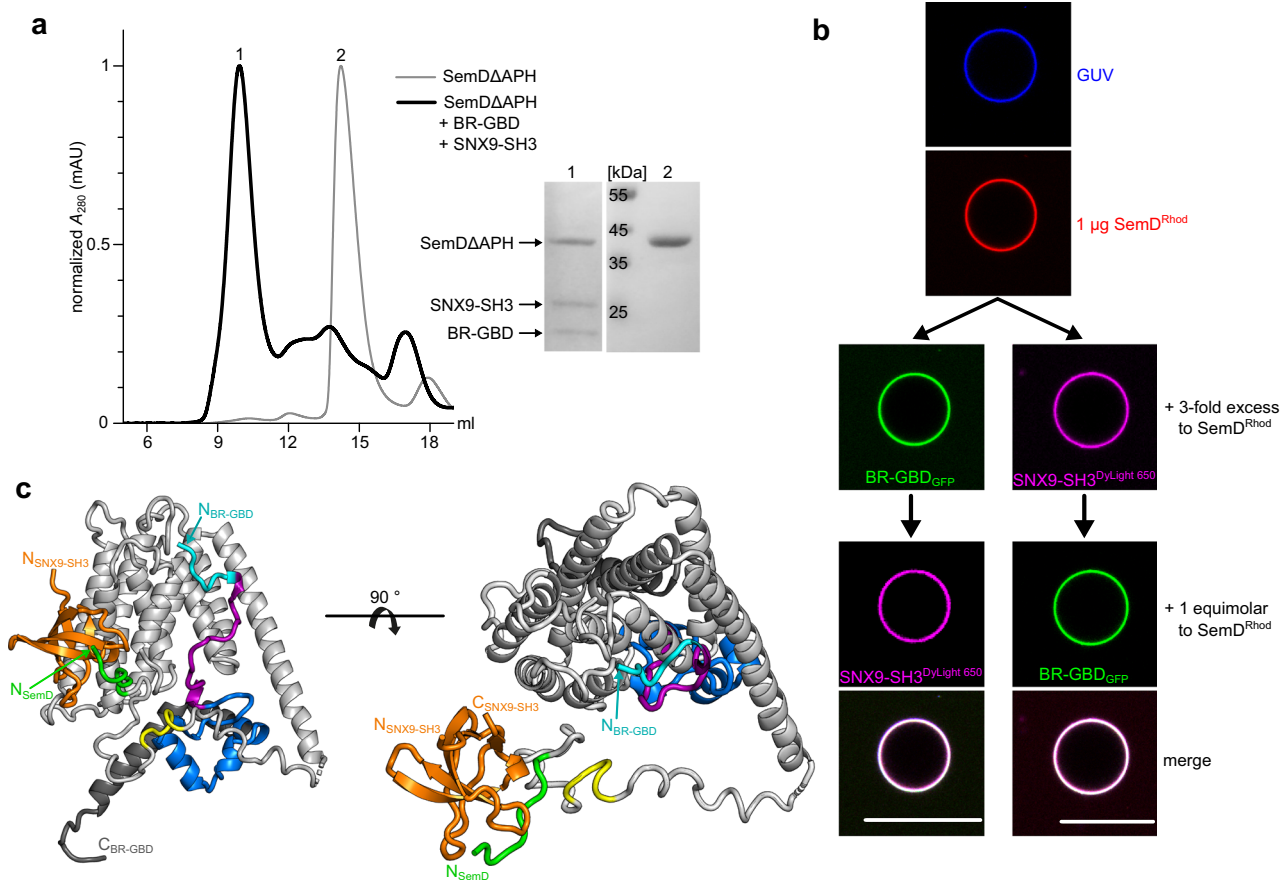 a
1
2
1
0.5
0
normalized A280 (mAU)
6
9
12
15
18
ml
SemDΔAPH
SemDΔAPH
+ BR-GBD
+ SNX9-SH3
1
[kDa]
2
55
45
35
25
SemDΔAPH
SNX9-SH3
BR-GBD
b
GUV
1 µg SemDRhod
BR-GBDGFP
SNX9-SH3DyLight 650
+ 3-fold excess
to SemDRhod
SNX9-SH3DyLight 650
BR-GBDGFP
+ 1 equimolar
to SemDRhod
merge
c
NBR-GBD
NSNX9-SH3
NSemD
CBR-GBD
90 °
NSNX9-SH3
CSNX9-SH3
NBR-GBD
NSemD